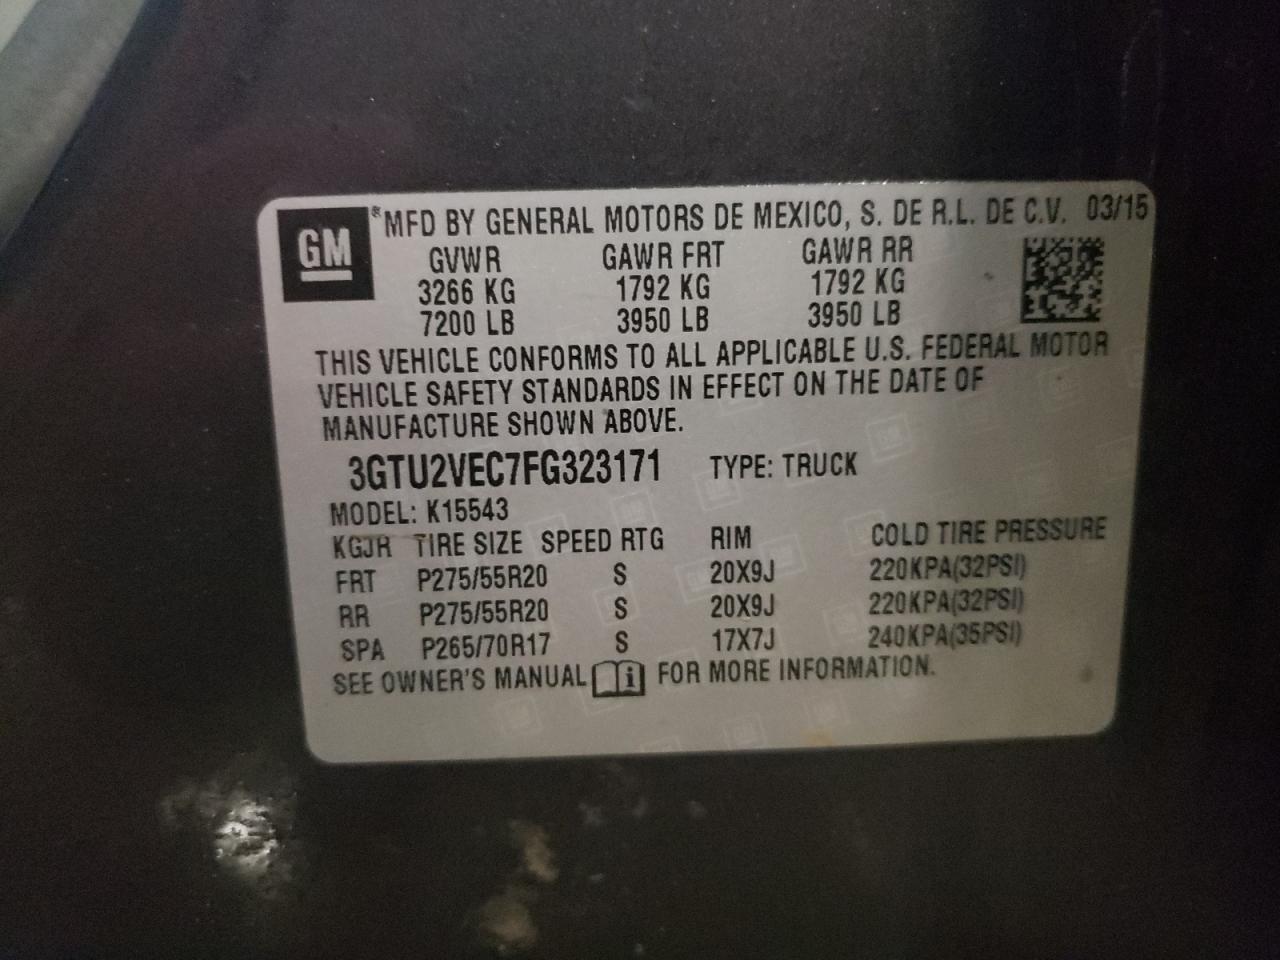 GM ®MFD BY GENERAL MOTORS DE MEXICO, S. DE R.L. DE C.V. 03/15
GVWR GAWR FRT GAWR RR
3266 KG 1792 KG 1792 KG
7200 LB 3950 LB 3950 LB
THIS VEHICLE CONFORMS TO ALL APPLICABLE U.S. FEDERAL MOTOR
VEHICLE SAFETY STANDARDS IN EFFECT ON THE DATE OF
MANUFACTURE SHOWN ABOVE.
3GTU2VEC7FG323171 TYPE: TRUCK
MODEL: K15543
KGJR TIRE SIZE SPEED RTG RIM COLD TIRE PRESSURE
FRT P275/55R20 S 20X9J 220KPA(32PSI)
RR P275/55R20 S 20X9J 220KPA(32PSI)
SPA P265/70R17 S 17X7J 240KPA(35PSI)
SEE OWNER'S MANUAL i FOR MORE INFORMATION.